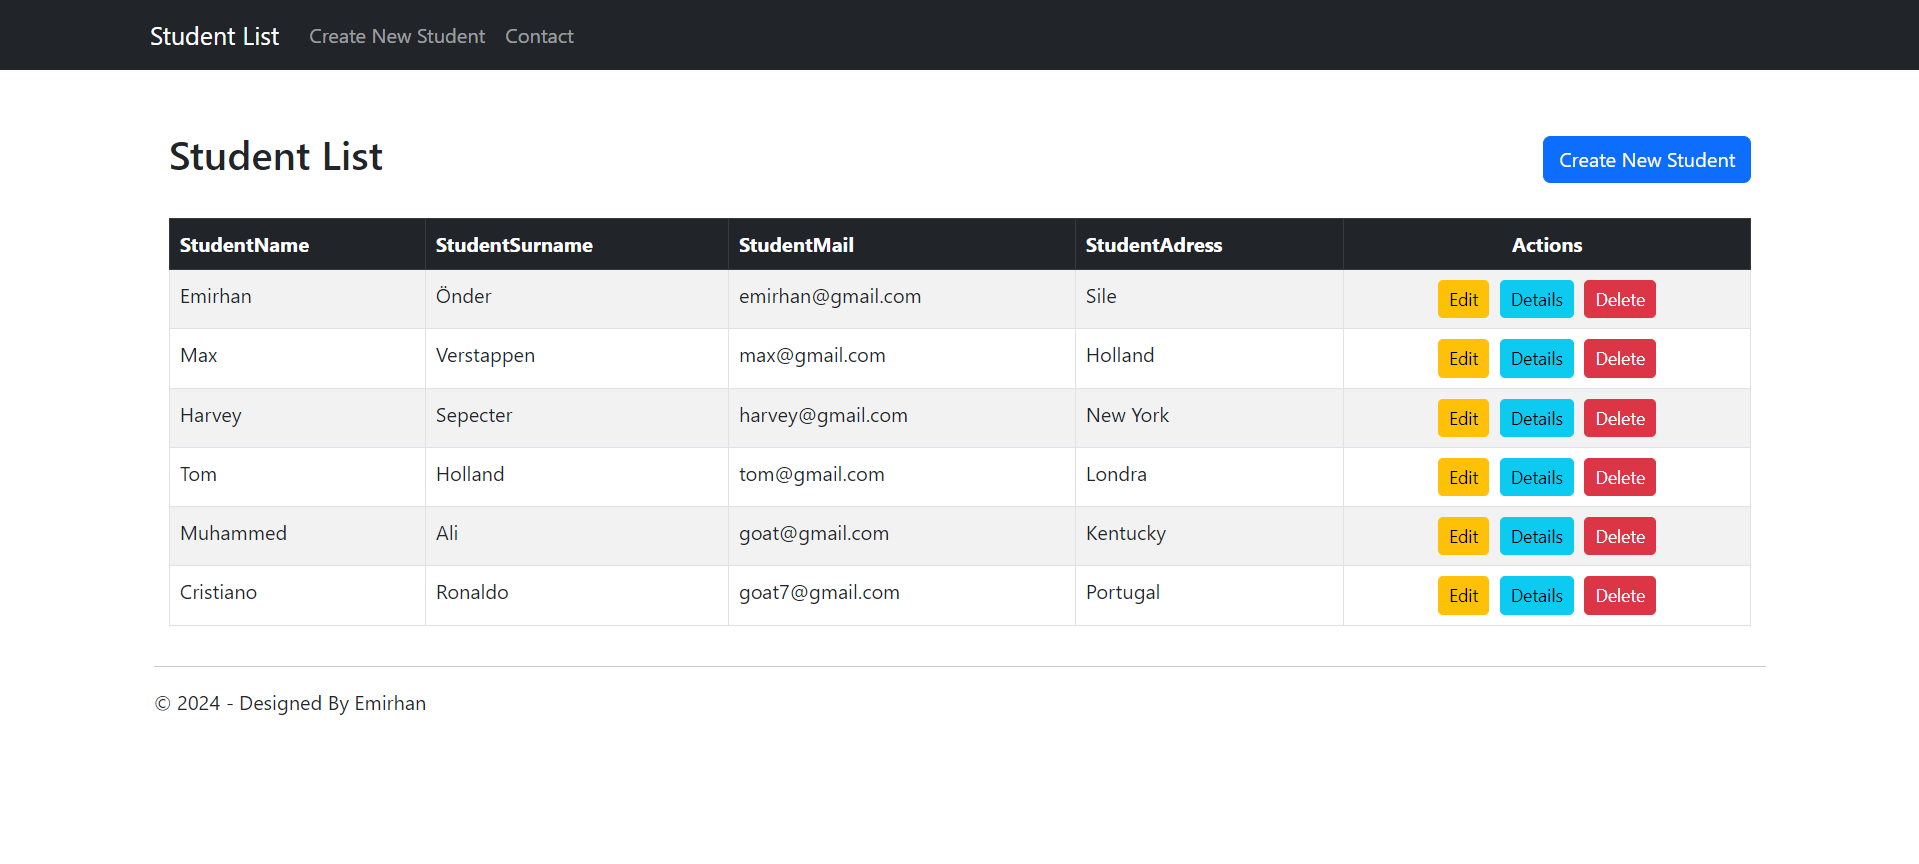 Student List Create New Student Contact
Student List Create New Student
StudentName StudentSurname StudentMail StudentAdress Actions
Emirhan Önder emirhan@gmail.com Sile Edit Details Delete
Max Verstappen max@gmail.com Holland Edit Details Delete
Harvey Sepecter harvey@gmail.com New York Edit Details Delete
Tom Holland tom@gmail.com Londra Edit Details Delete
Muhammed Ali goat@gmail.com Kentucky Edit Details Delete
Cristiano Ronaldo goat7@gmail.com Portugal Edit Details Delete
© 2024 - Designed By Emirhan